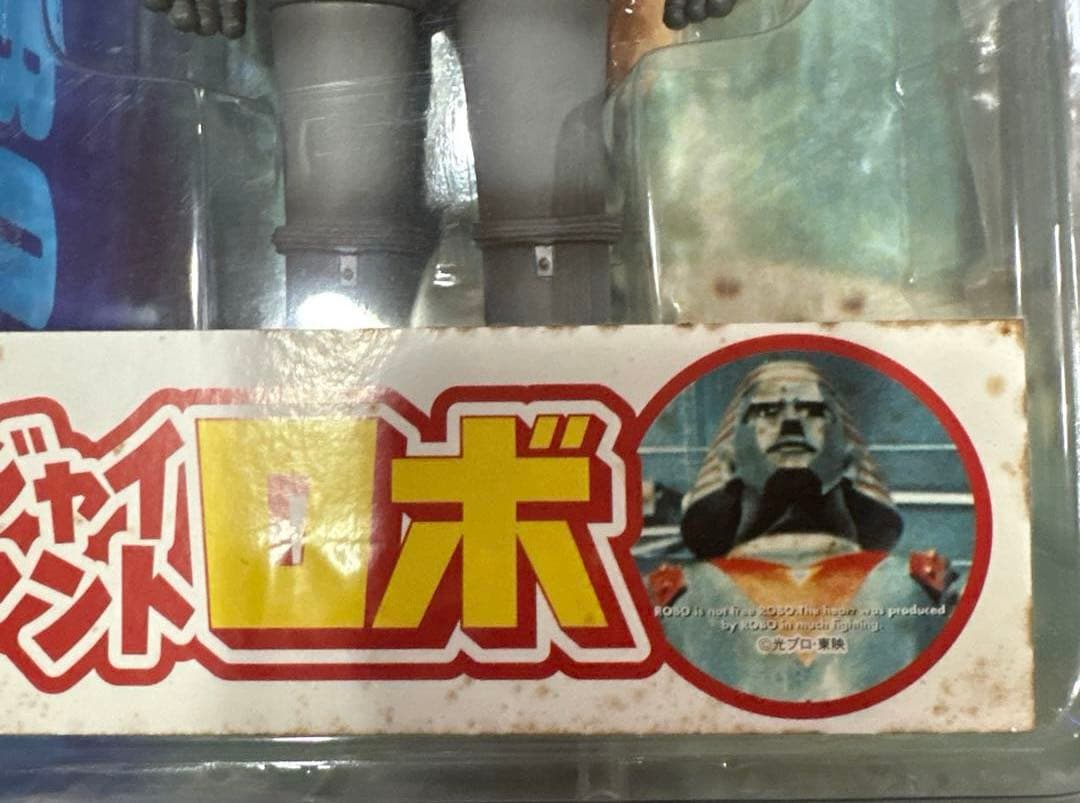 ジャイ
ント
ロボ
ROBO is not free ROBO.The heart was produced
by ROBO in much fighting.
©光プロ・東映